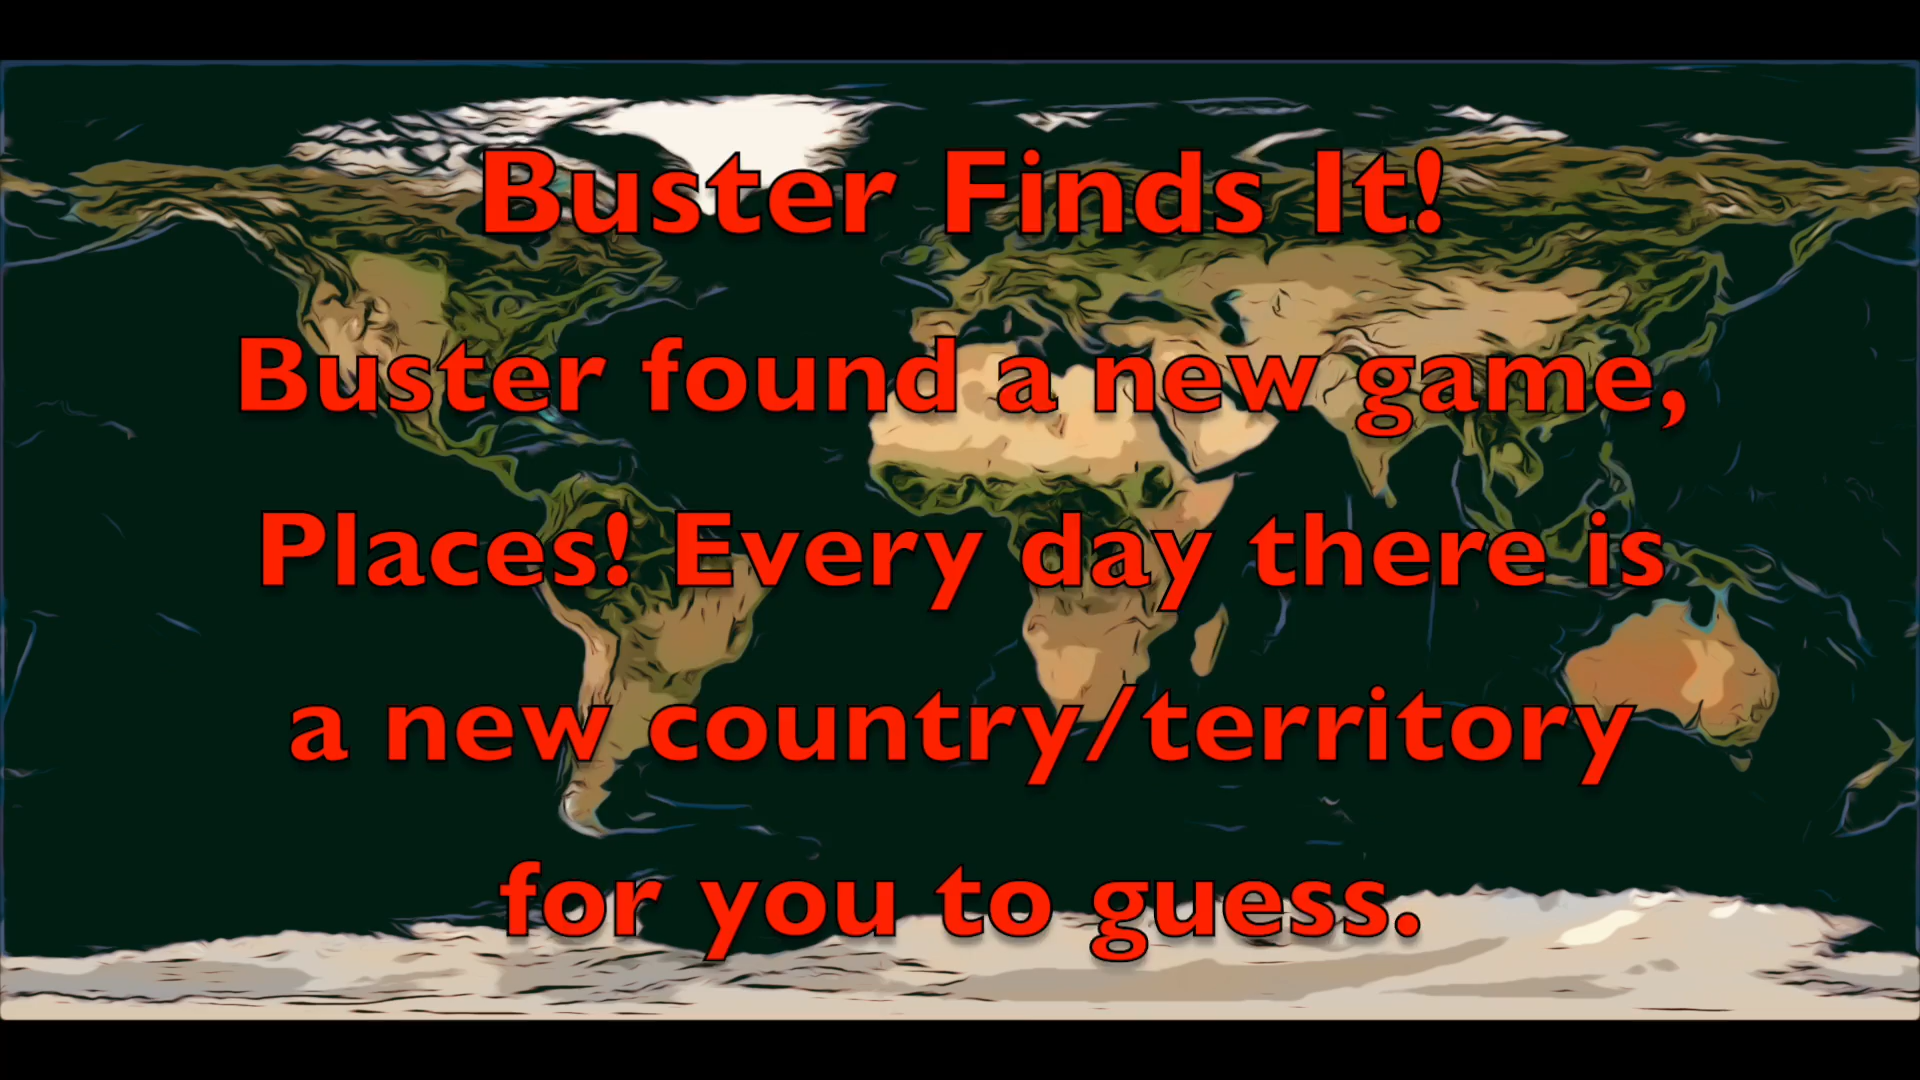 Buster Finds It!
Buster found a new game,
Places! Every day there is
a new country/territory
for you to guess.